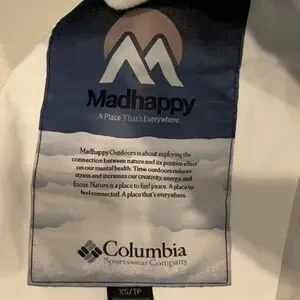 Madhappy
A Place That's Everywhere.
Madhappy Outdoors is about exploring the
connection between nature and its positive effect
on our mental health. Time outdoors reduces
stress and increases our creativity, energy, and
focus. Nature is a place to find peace. A place to
feel connected. A place that's everywhere.
Columbia
Sportswear Company
XS/TP